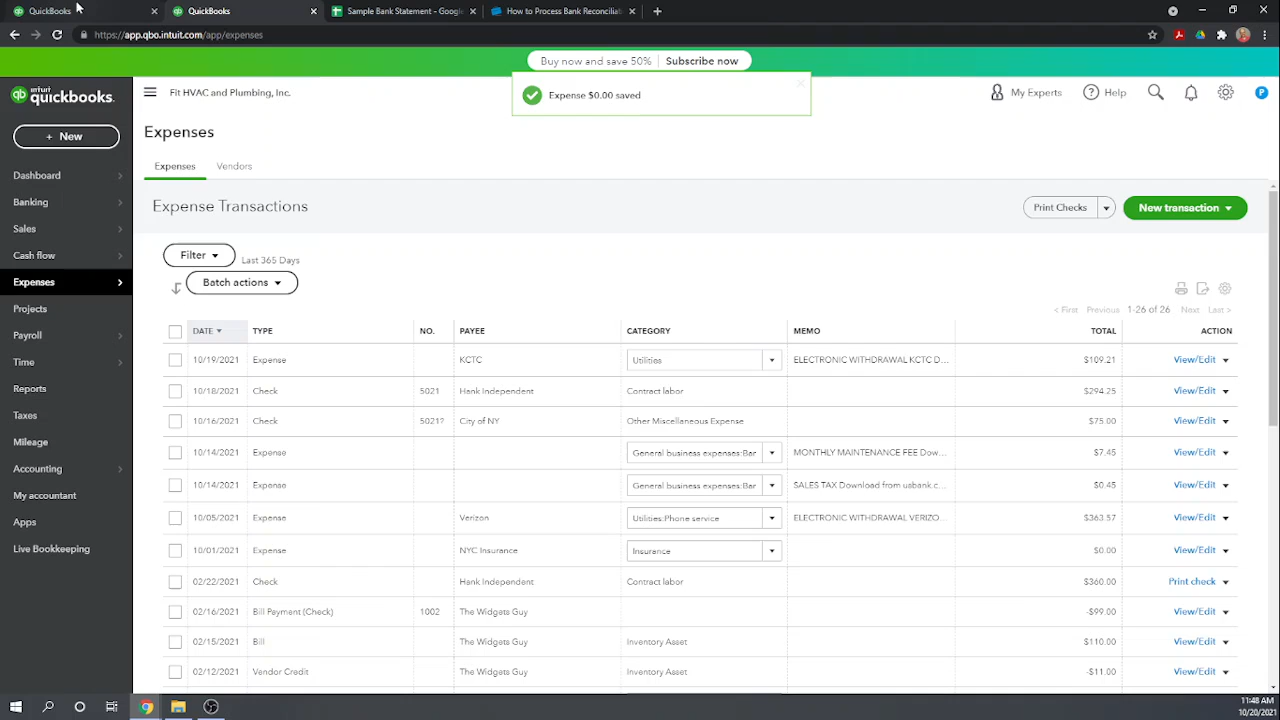 QuickBooks
QuickBooks
Sample Bank Statement - Google
How to Process Bank Reconciliat
https://app.qbo.intuit.com/app/expenses
Buy now and save 50%
Subscribe now
Expense $0.00 saved
intuit
quickbooks.
Fit HVAC and Plumbing, Inc.
My Experts
Help
P
+ New
Expenses
Dashboard
Banking
Sales
Cash flow
Expenses
Projects
Payroll
Time
Reports
Taxes
Mileage
Accounting
My accountant
Apps
Live Bookkeeping
Expenses Vendors
Expense Transactions
Print Checks
New transaction
Filter
Last 365 Days
Batch actions
< First Previous 1-26 of 26 Next Last >
DATE TYPE NO. PAYEE CATEGORY MEMO TOTAL ACTION
10/19/2021 Expense KCTC Utilities ELECTRONIC WITHDRAWAL KCTC D... $109.21 View/Edit
10/18/2021 Check 5021 Hank Independent Contract labor $294.25 View/Edit
10/16/2021 Check 5021? City of NY Other Miscellaneous Expense $75.00 View/Edit
10/14/2021 Expense General business expenses:Bar MONTHLY MAINTENANCE FEE Dow... $7.45 View/Edit
10/14/2021 Expense General business expenses:Bar SALES TAX Download from usbank.c... $0.45 View/Edit
10/05/2021 Expense Verizon Utilities:Phone service ELECTRONIC WITHDRAWAL VERIZO... $363.57 View/Edit
10/01/2021 Expense NYC Insurance Insurance $0.00 View/Edit
02/22/2021 Check Hank Independent Contract labor $360.00 Print check
02/16/2021 Bill Payment (Check) 1002 The Widgets Guy -$99.00 View/Edit
02/15/2021 Bill The Widgets Guy Inventory Asset $110.00 View/Edit
02/12/2021 Vendor Credit The Widgets Guy Inventory Asset -$11.00 View/Edit
11:48 AM
10/20/2021